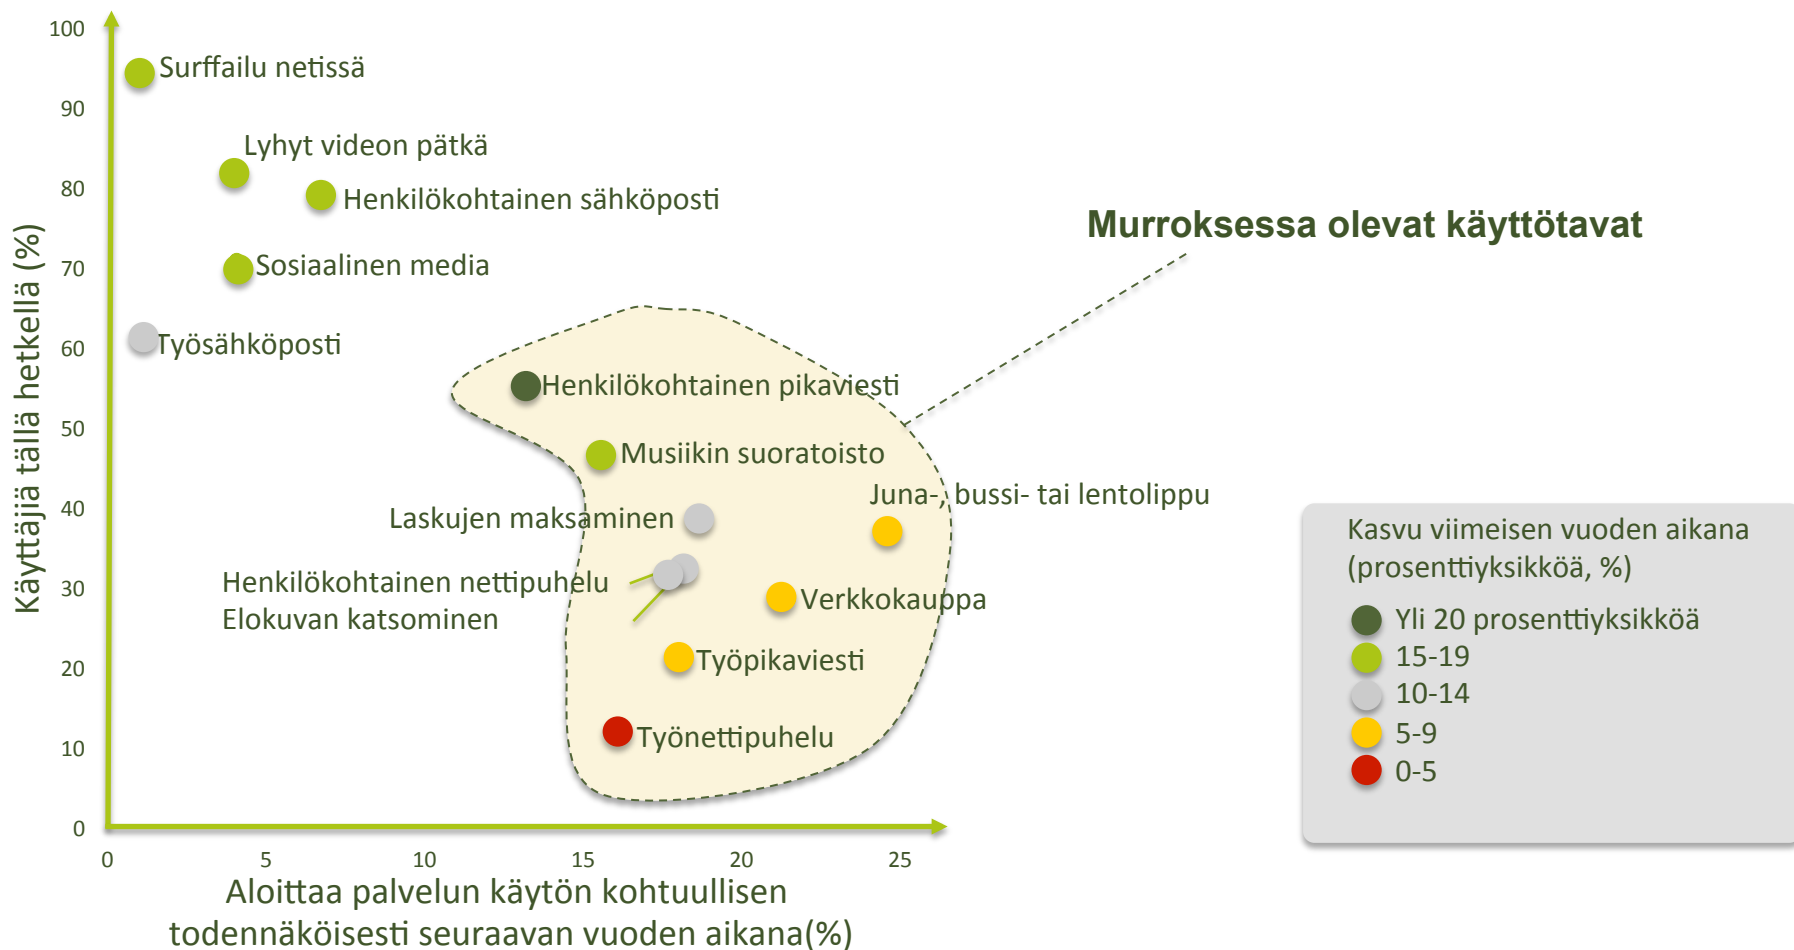 100
Surffailu netissä
90
Lyhyt videon pätkä
80
Henkilökohtainen sähköposti
Murroksessa olevat käyttötavat
70
Sosiaalinen media
60
Työsähköposti
Henkilökohtainen pikaviesti
50
Musiikin suoratoisto
Juna-, bussi- tai lentolippu
40
Laskujen maksaminen
30
Henkilökohtainen nettipuhelu
Elokuvan katsominen
Verkkokauppa
20
Työpikaviesti
10
Työnettipuhelu
0
Käyttäjiä tällä hetkellä (%)
0 5 10 15 20 25
Aloittaa palvelun käytön kohtuullisen
todennäköisesti seuraavan vuoden aikana(%)
Kasvu viimeisen vuoden aikana
(prosenttiyksikköä, %)
Yli 20 prosenttiyksikköä
15-19
10-14
5-9
0-5